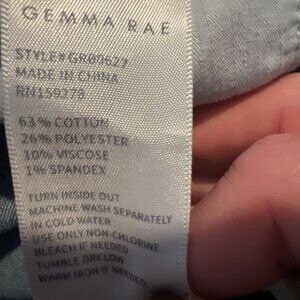 GEMMA RAE
STYLE#GRB0627
MADE IN CHINA
RN159278
63% COTTON
26% POLYESTER
10% VISCOSE
1% SPANDEX
TURN INSIDE OUT
MACHINE WASH SEPARATELY
IN COLD WATER
USE ONLY NON-CHLORINE
BLEACH IF NEEDED
TUMBLE DRY LOW
WARM IRON IF NEEDED